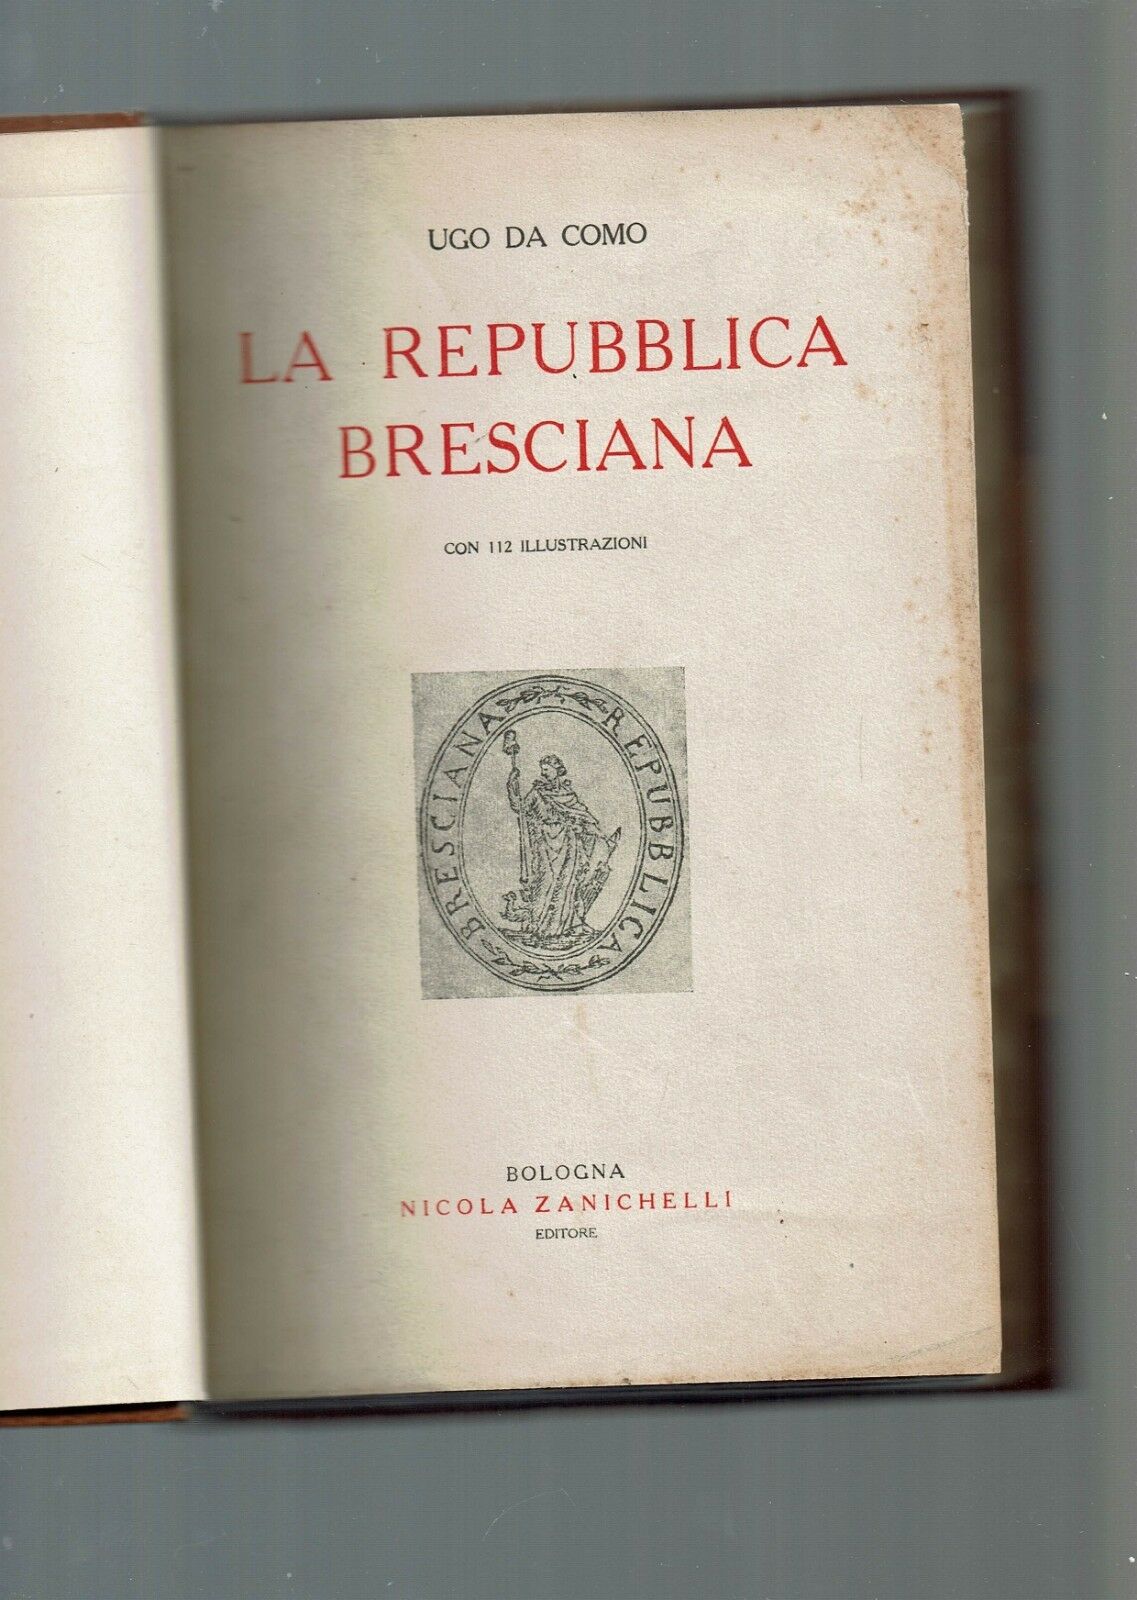 UGO DA COMO
LA REPUBBLICA
BRESCIANA
CON 112 ILLUSTRAZIONI
BRESCIANA REPUBBLICA
BOLOGNA
NICOLA ZANICHELLI
EDITORE